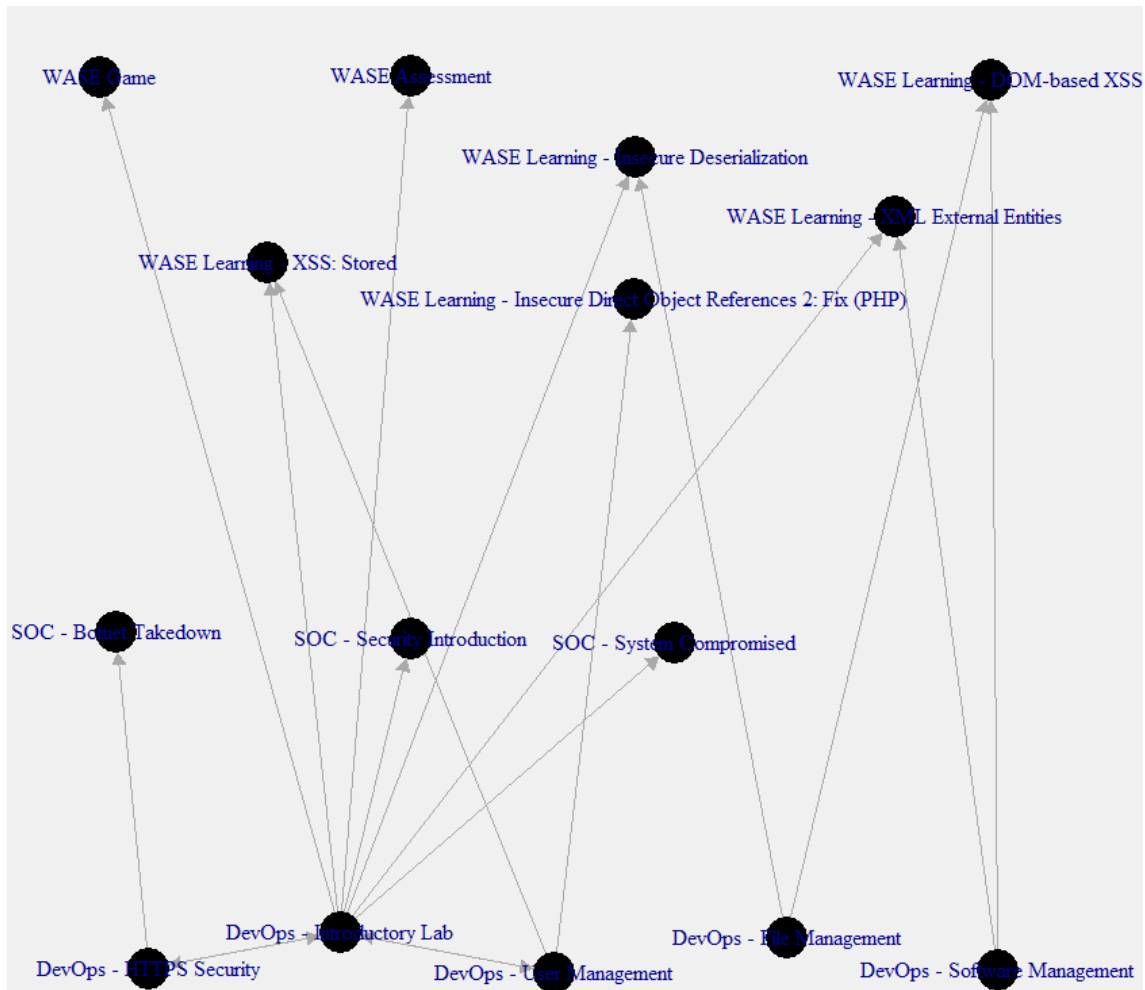 WASE Game
WASE Assessment
WASE Learning - DOM-based XSS
WASE Learning - Insecure Deserialization
WASE Learning - XML External Entities
WASE Learning - XSS: Stored
WASE Learning - Insecure Direct Object References 2: Fix (PHP)
SOC - Botnet Takedown
SOC - Security Introduction
SOC - System Compromised
DevOps - Introductory Lab
DevOps - File Management
DevOps - HTTPS Security
DevOps - User Management
DevOps - Software Management